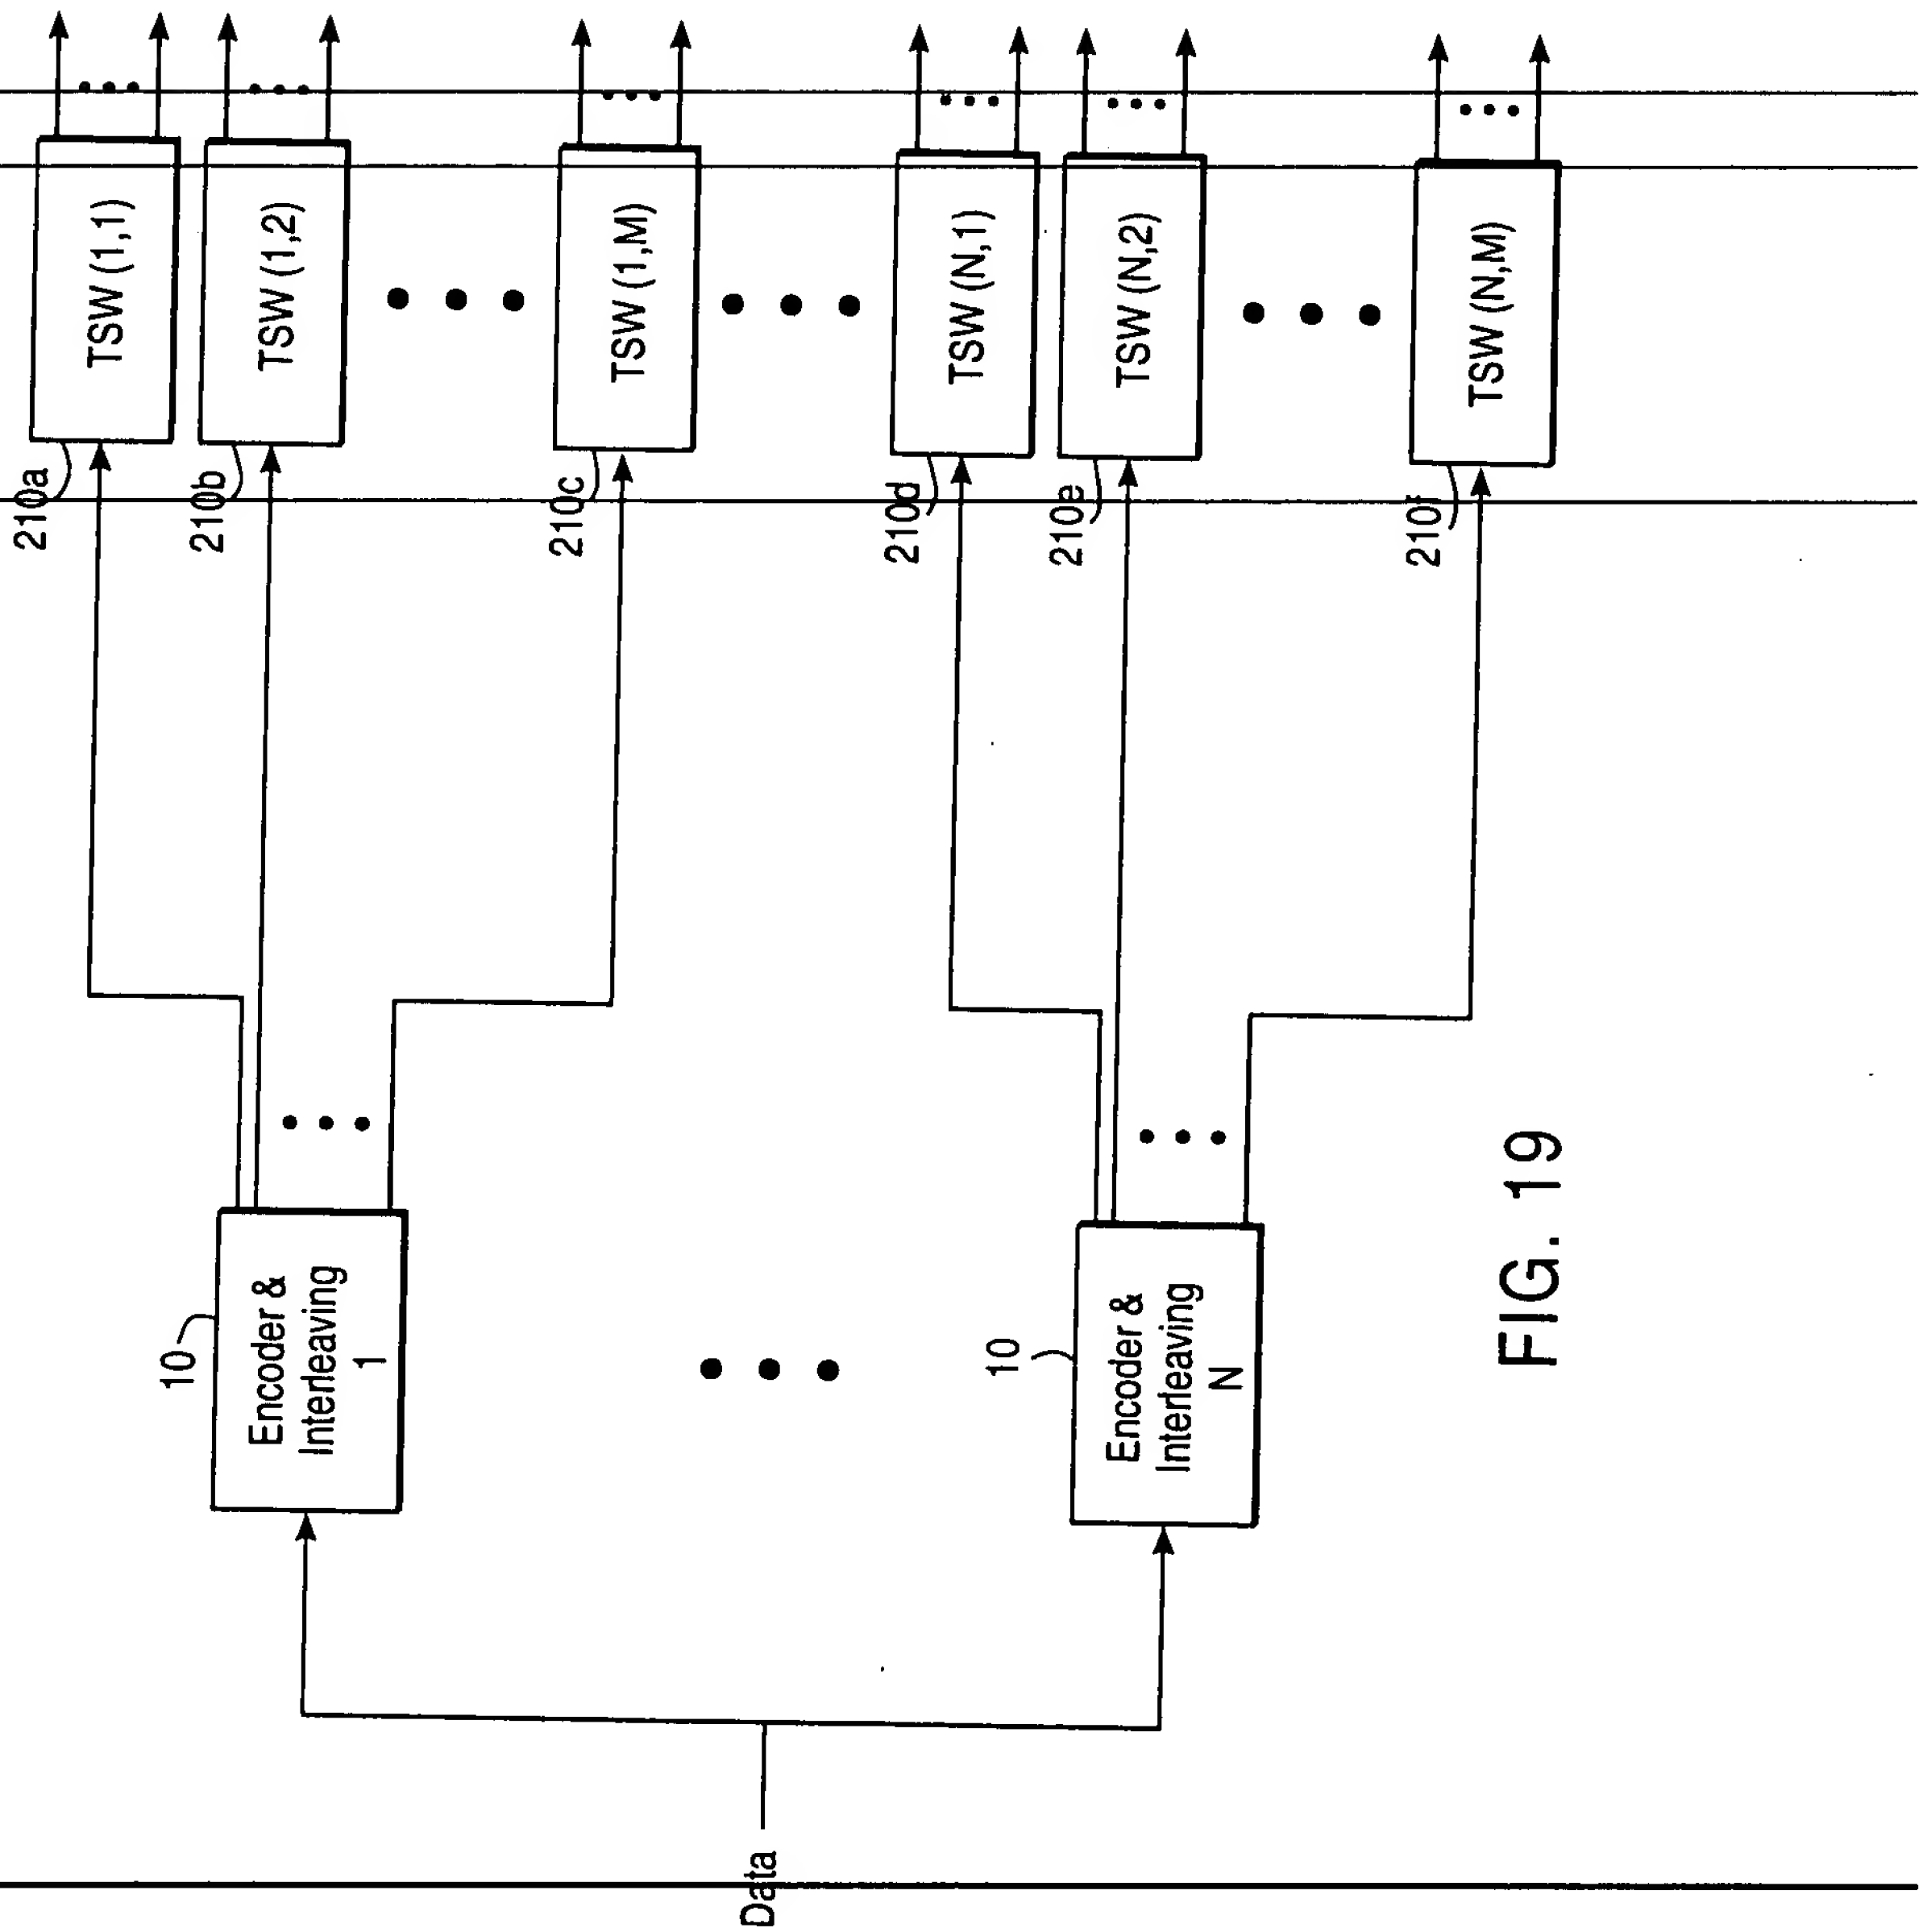 Data
10
Encoder &
Interleaving
1
10
Encoder &
Interleaving
N
210a
TSW (1,1)
210b
TSW (1,2)
210c
TSW (1,M)
210d
TSW (N,1)
210e
TSW (N,2)
210f
TSW (N,M)
FIG. 19